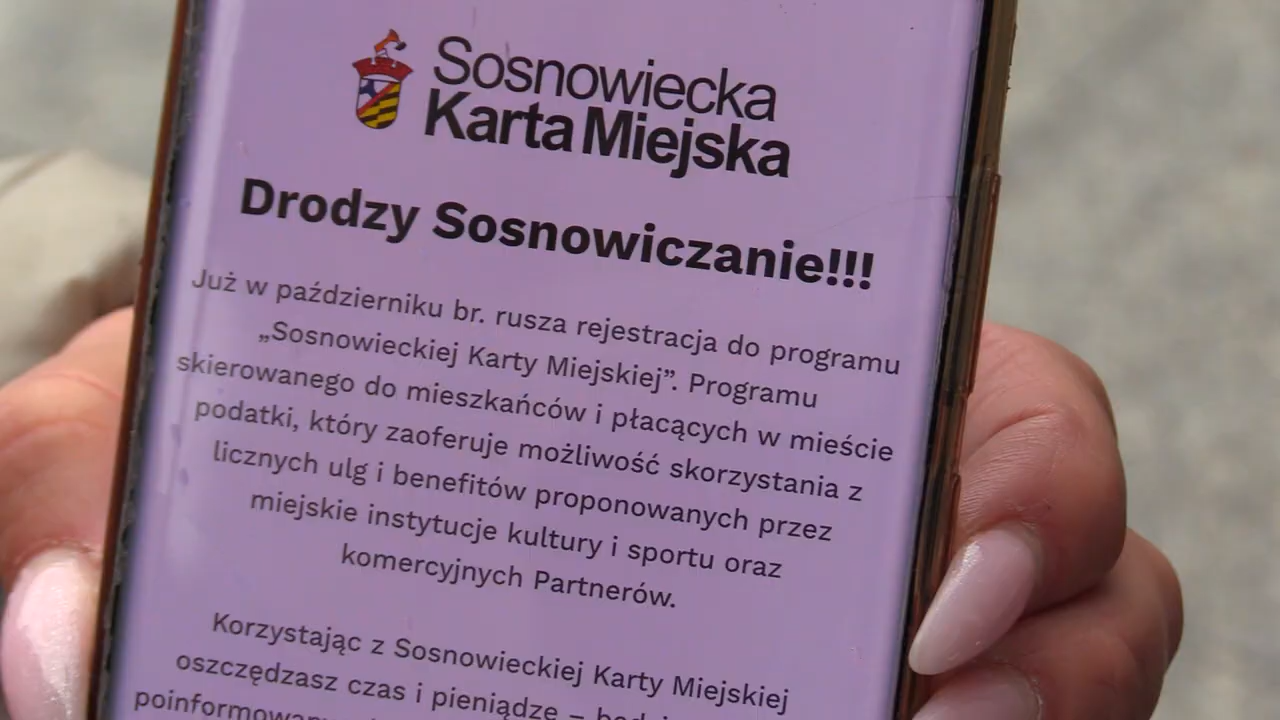 Sosnowiecka
Karta Miejska
Drodzy Sosnowiczanie!!!
Już w październiku br. rusza rejestracja do programu
„Sosnowieckiej Karty Miejskiej”. Programu
skierowanego do mieszkańców i płacących w mieście
podatki, który zaoferuje możliwość skorzystania z
licznych ulg i benefitów proponowanych przez
miejskie instytucje kultury i sportu oraz
komercyjnych Partnerów.
Korzystając z Sosnowieckiej Karty Miejskiej
oszczędzasz czas i pieniądze –